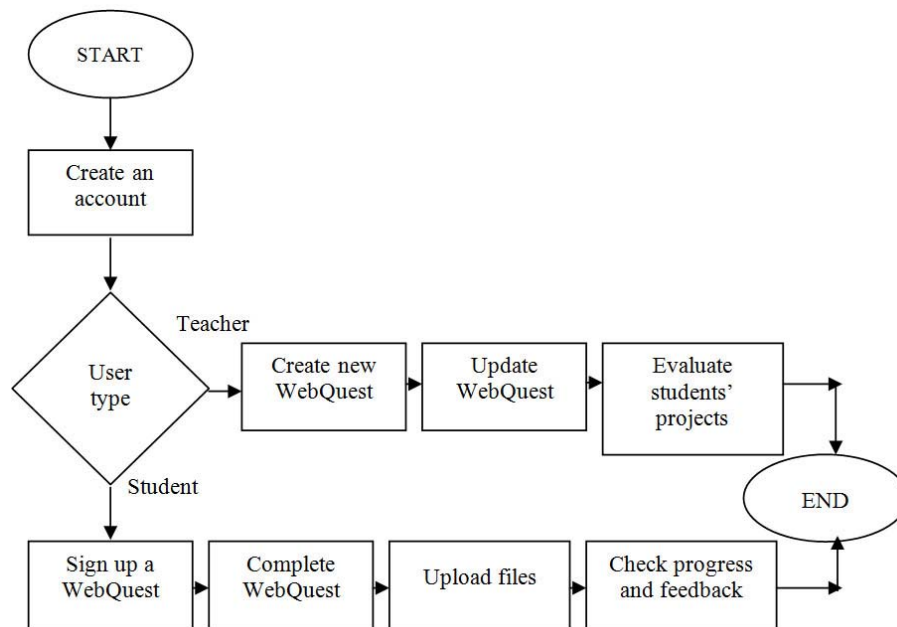 START
Create an
account
User
type
Teacher
Create new
WebQuest
Update
WebQuest
Evaluate
students’
projects
Student
Sign up a
WebQuest
Complete
WebQuest
Upload files
Check progress
and feedback
END